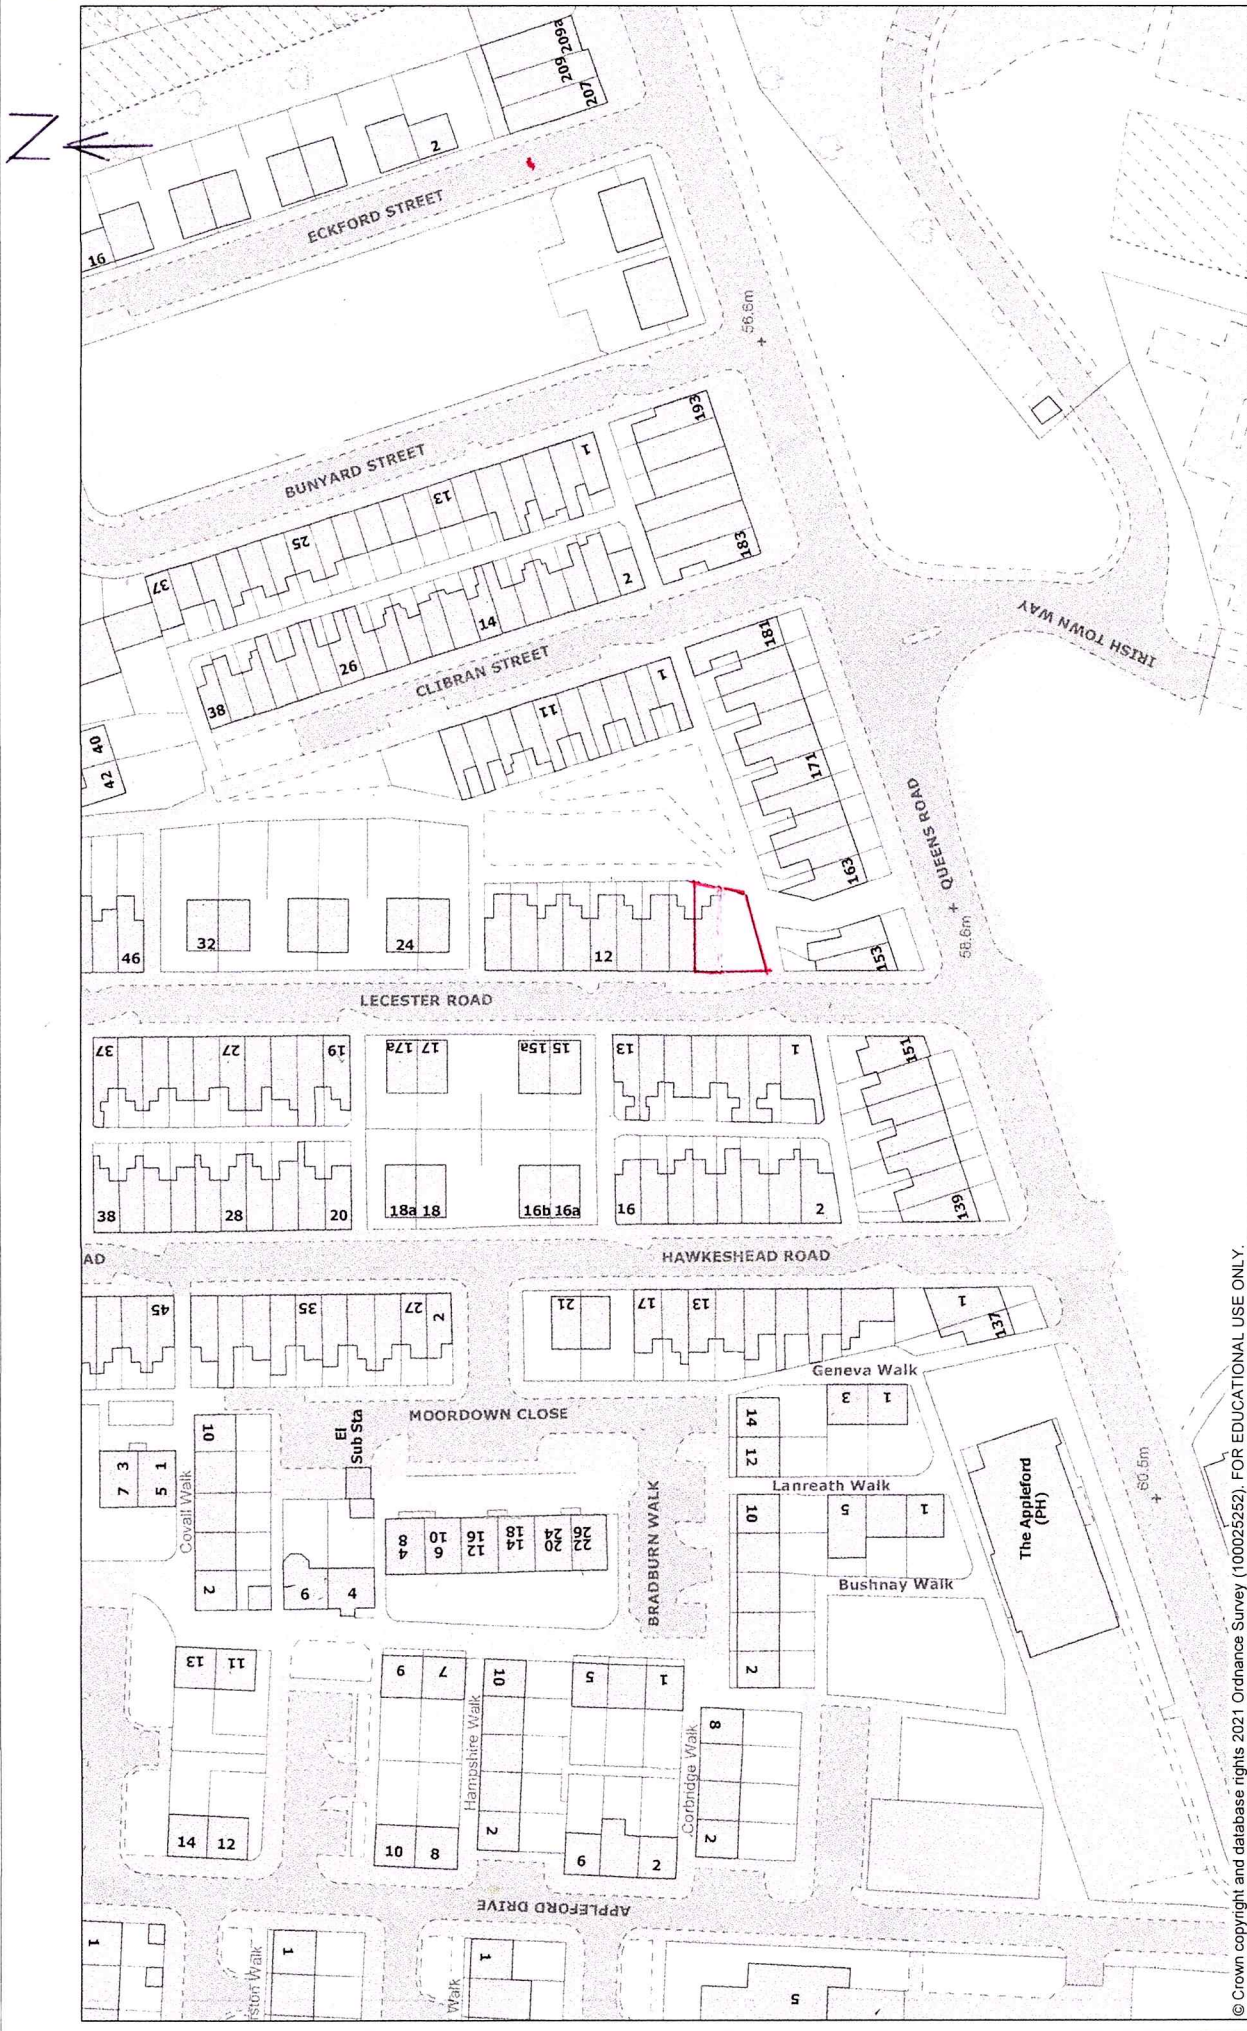 N
209a
209
207
2
ECKFORD STREET
16
56.6m
193
BUNYARD STREET
1
13
25
37
183
2
14
26
38
CLIBRAN STREET
IRISH TOWN WAY
181
1
11
40
42
171
QUEENS ROAD
163
58.6m
153
46
32
24
12
LECESTER ROAD
37
27
19
17a 17
15a 15
13
1
151
38
28
20
18a 18
16b 16a
16
2
139
AD
HAWKESHEAD ROAD
45
35
27
2
21
17
13
1
137
Geneva Walk
MOORDOWN CLOSE
El
Sub Sta
10
14
12
3
1
7 3
5 1
Covall Walk
Lanreath Walk
60.5m
The Appleford
(PH)
2
6
4
8
4
10
6
16
12
18
14
24
20
26
22
BRADBURN WALK
10
5
1
Bushnay Walk
2
13
11
9
7
10
Hampshire Walk
5
1
8
Corbridge Walk
14
12
10
8
2
6
2
2
APPLEFORD DRIVE
1
rston Walk
1
Walk
1
5
© Crown copyright and database rights 2021 Ordnance Survey (100025252). FOR EDUCATIONAL USE ONLY.